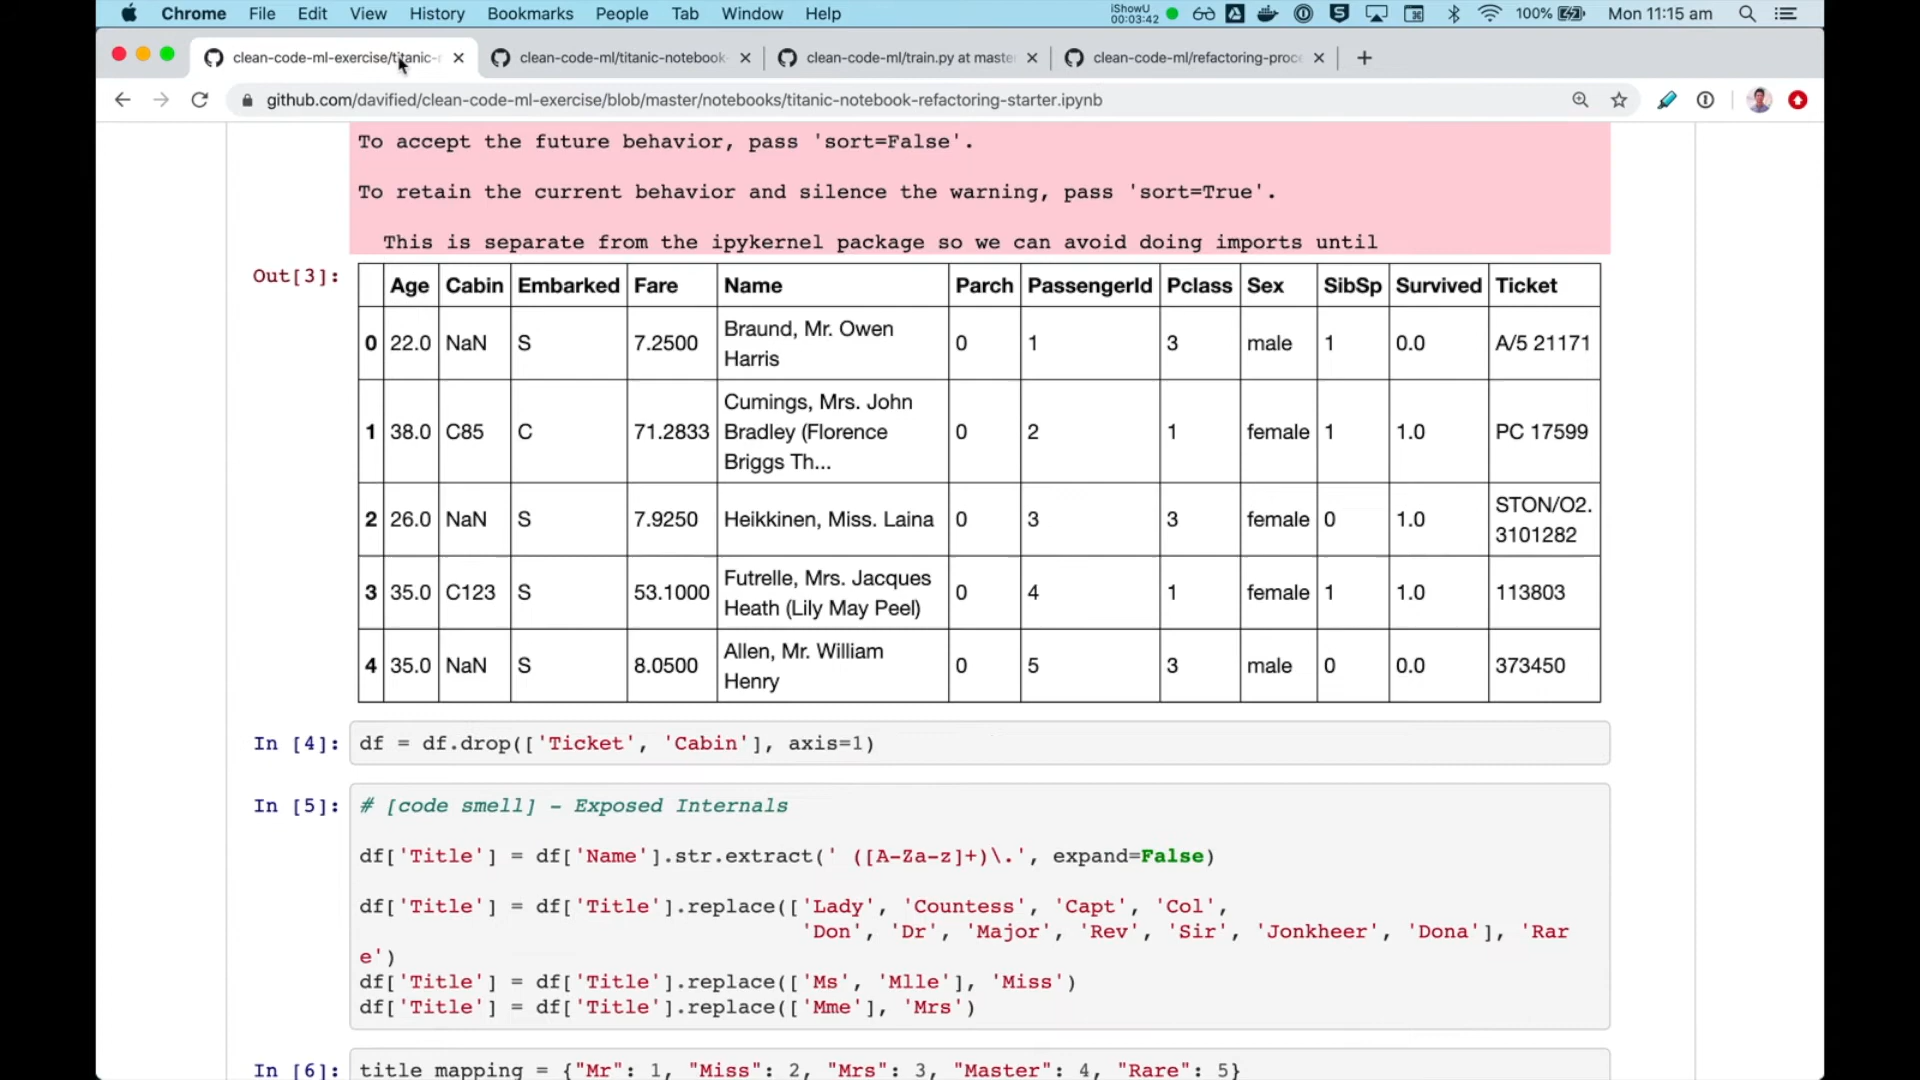 Chrome File Edit View History Bookmarks People Tab Window Help iShowU 00:03:42 100% Mon 11:15 am
clean-code-ml-exercise/titanic-r clean-code-ml/titanic-notebook- clean-code-ml/train.py at master clean-code-ml/refactoring-proce
github.com/davified/clean-code-ml-exercise/blob/master/notebooks/titanic-notebook-refactoring-starter.ipynb
To accept the future behavior, pass 'sort=False'.
To retain the current behavior and silence the warning, pass 'sort=True'.
This is separate from the ipykernel package so we can avoid doing imports until
Out[3]:
Age Cabin Embarked Fare Name Parch PassengerId Pclass Sex SibSp Survived Ticket
0 22.0 NaN S 7.2500 Braund, Mr. Owen Harris 0 1 3 male 1 0.0 A/5 21171
1 38.0 C85 C 71.2833 Cumings, Mrs. John Bradley (Florence Briggs Th... 0 2 1 female 1 1.0 PC 17599
2 26.0 NaN S 7.9250 Heikkinen, Miss. Laina 0 3 3 female 0 1.0 STON/O2. 3101282
3 35.0 C123 S 53.1000 Futrelle, Mrs. Jacques Heath (Lily May Peel) 0 4 1 female 1 1.0 113803
4 35.0 NaN S 8.0500 Allen, Mr. William Henry 0 5 3 male 0 0.0 373450
In [4]: df = df.drop(['Ticket', 'Cabin'], axis=1)
In [5]: # [code smell] - Exposed Internals
df['Title'] = df['Name'].str.extract(' ([A-Za-z]+)\.', expand=False)
df['Title'] = df['Title'].replace(['Lady', 'Countess', 'Capt', 'Col',
'Don', 'Dr', 'Major', 'Rev', 'Sir', 'Jonkheer', 'Dona'], 'Rar
e')
df['Title'] = df['Title'].replace(['Ms', 'Mlle'], 'Miss')
df['Title'] = df['Title'].replace(['Mme'], 'Mrs')
In [6]: title_mapping = {"Mr": 1, "Miss": 2, "Mrs": 3, "Master": 4, "Rare": 5}